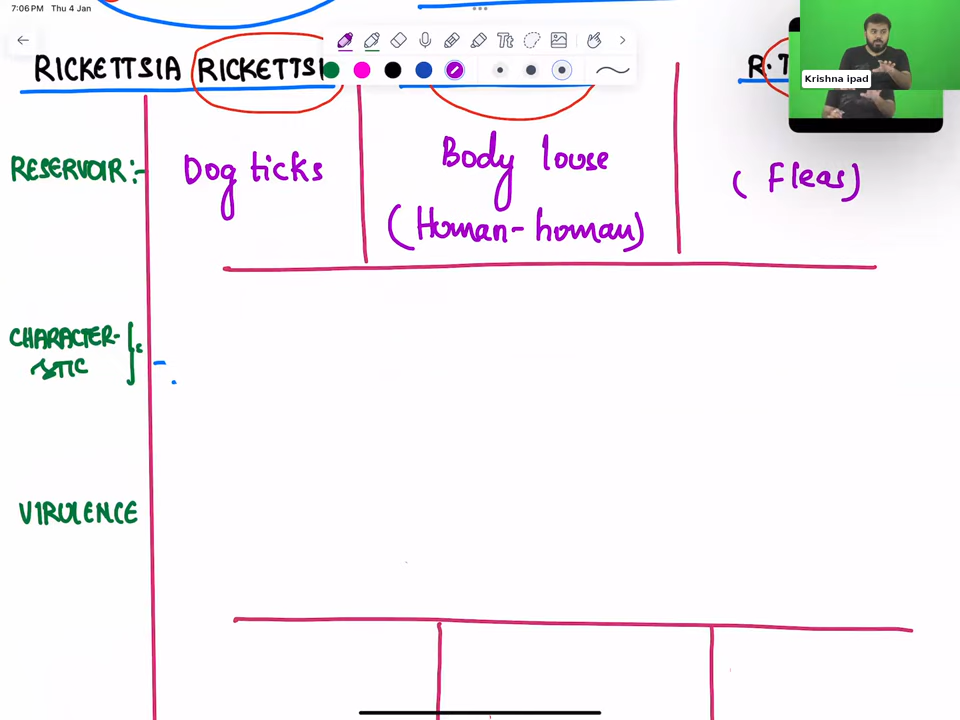 7:06 PM Thu 4 Jan
Tt
RICKETTSIA RICKETTSI
R. T
Krishna ipad
RESERVOIR:-
Dog ticks
Body louse
(Human-human)
(Fleas)
CHARACTER-
ISTIC
VIRULENCE